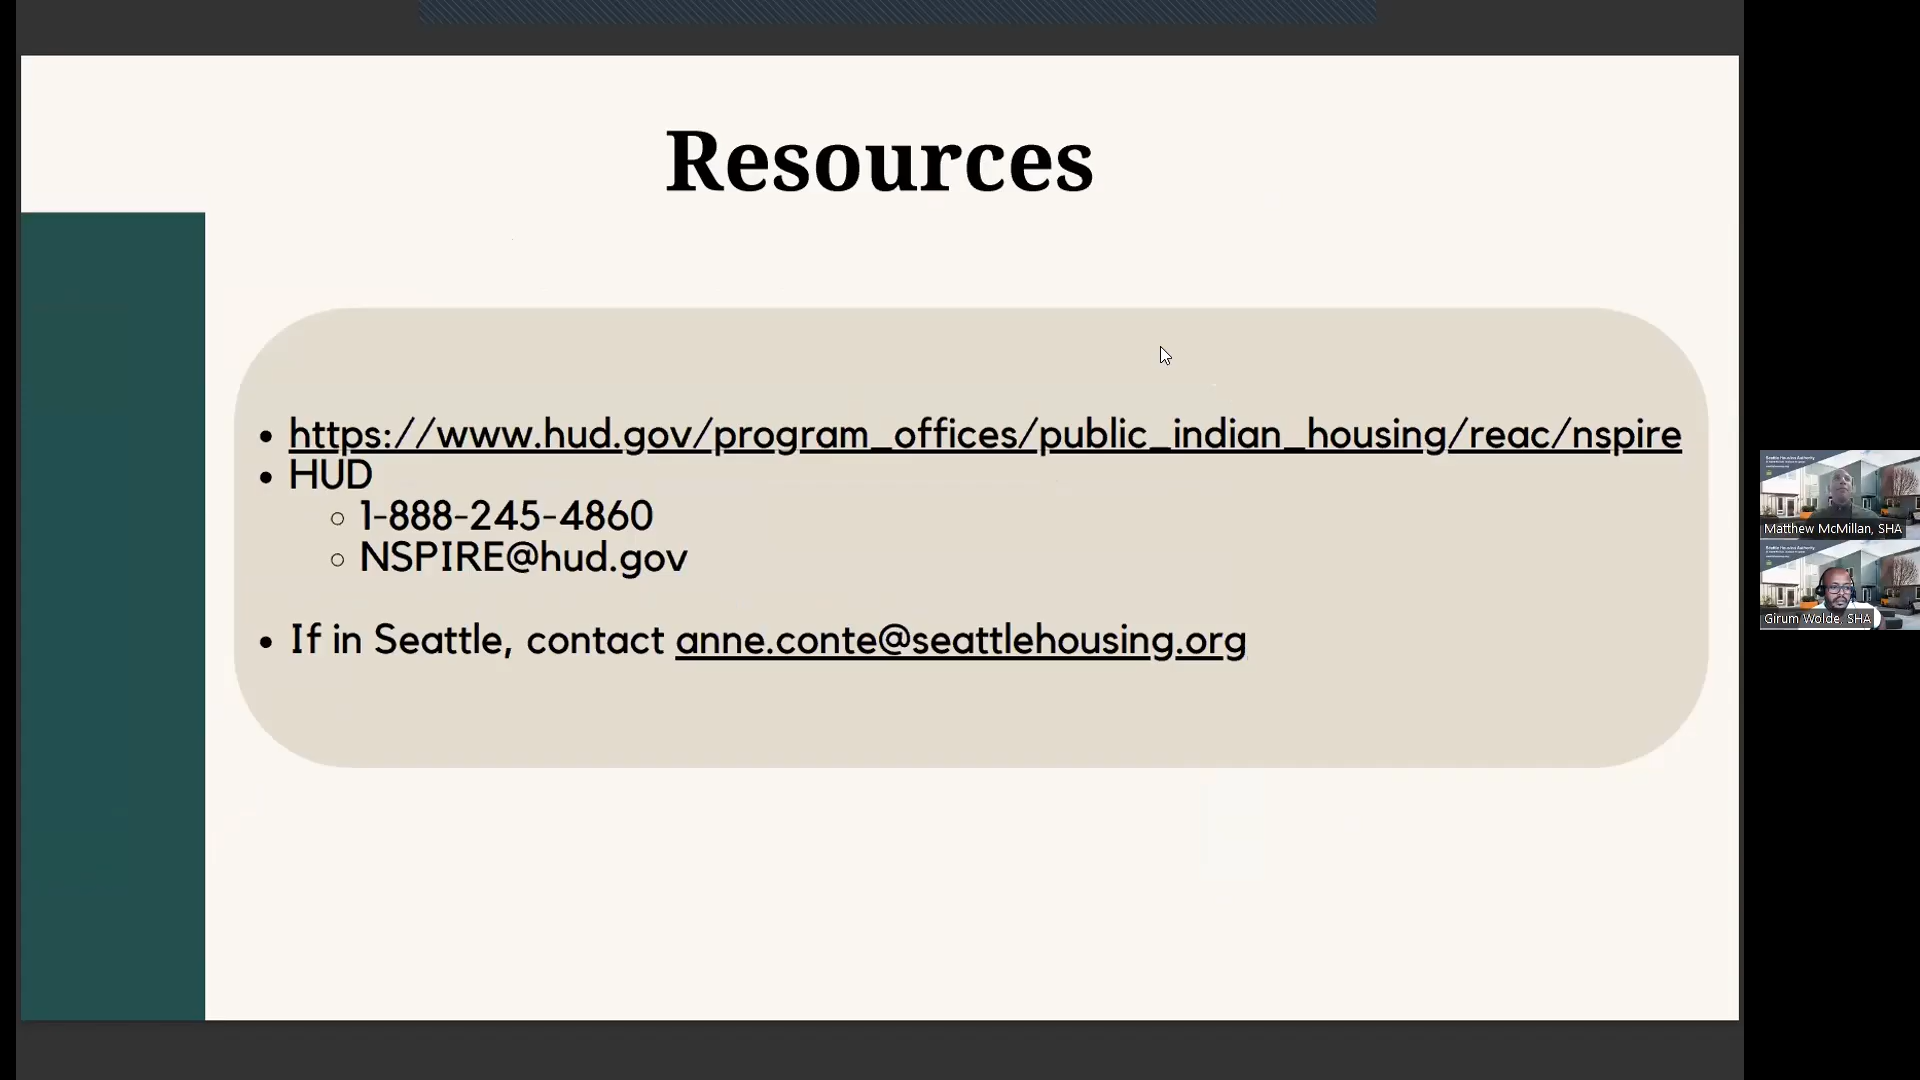 Resources
https://www.hud.gov/program_offices/public_indian_housing/reac/nspire
HUD
1-888-245-4860
NSPIRE@hud.gov
If in Seattle, contact anne.conte@seattlehousing.org
Matthew McMillan, SHA
Girum Wolde, SHA